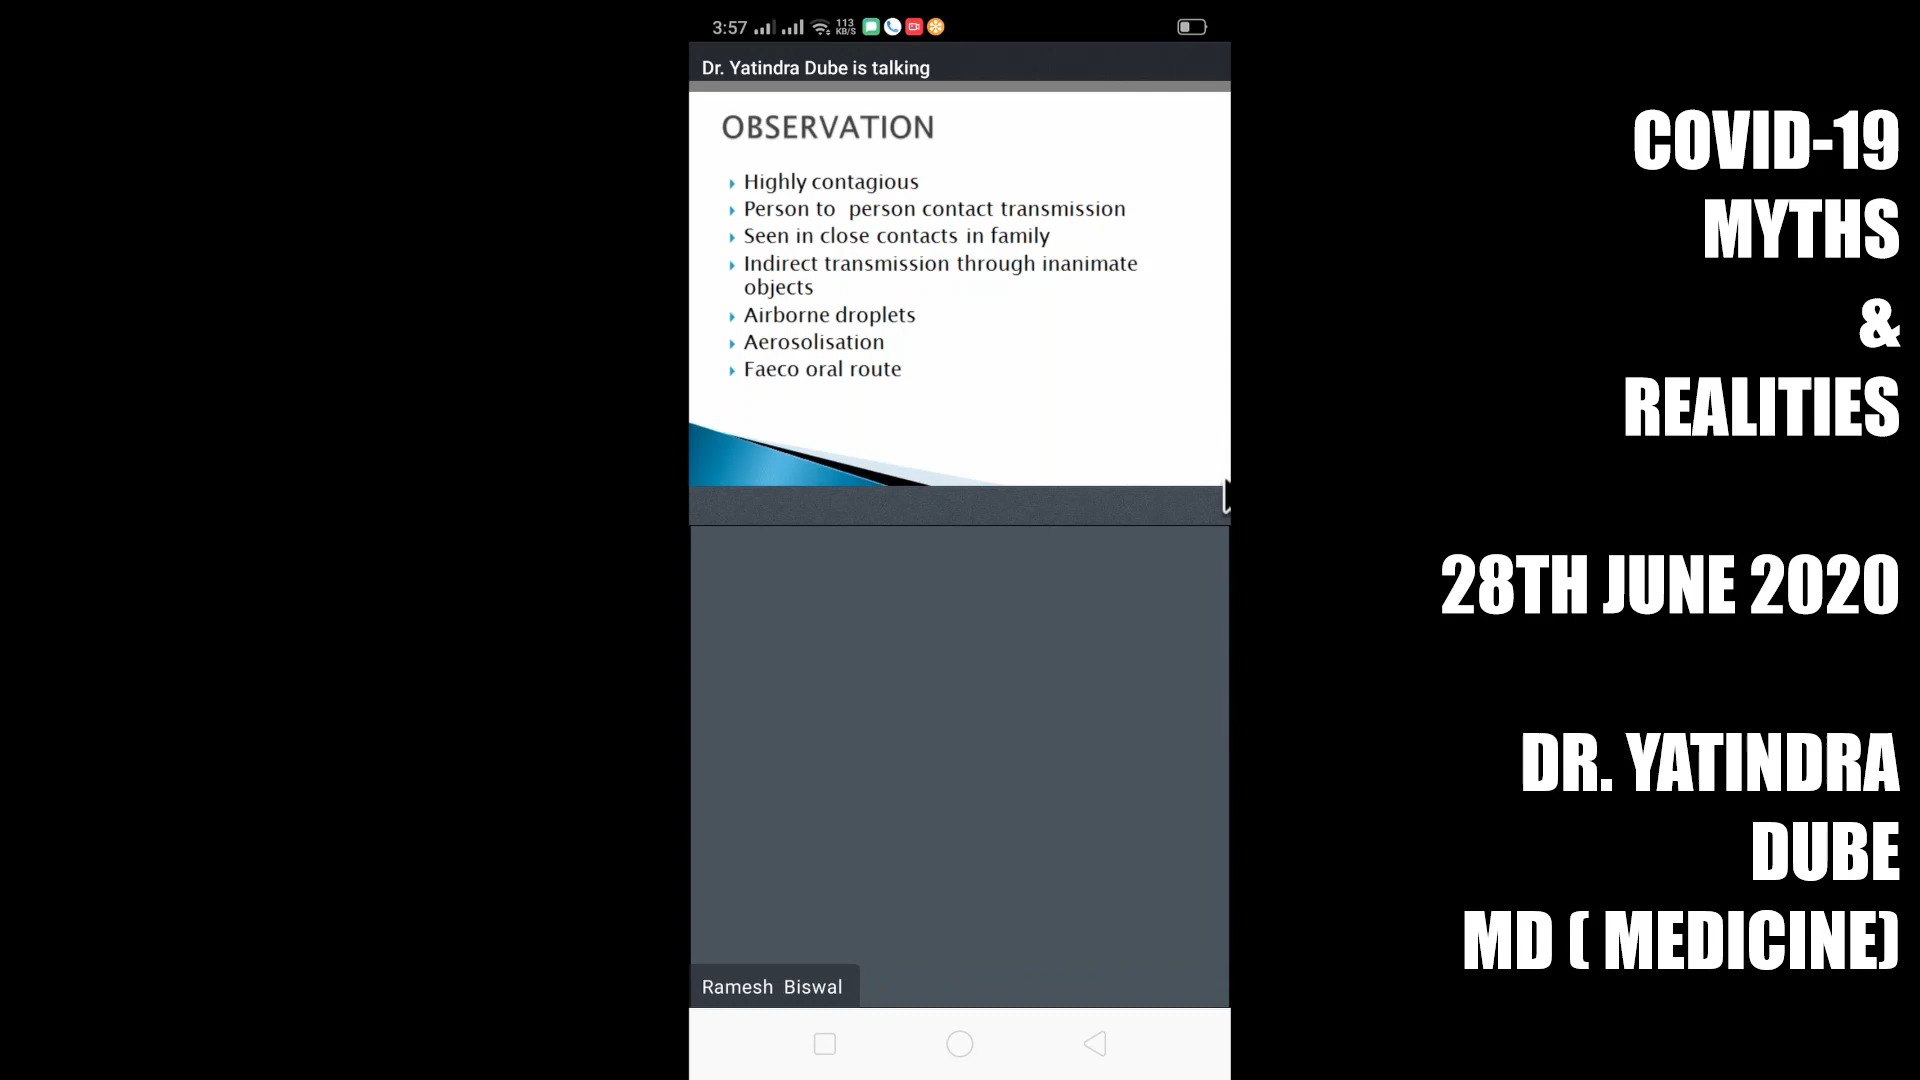 3:57 113 KB/S
Dr. Yatindra Dube is talking
OBSERVATION
Highly contagious
Person to person contact transmission
Seen in close contacts in family
Indirect transmission through inanimate
objects
Airborne droplets
Aerosolisation
Faeco oral route
Ramesh Biswal
COVID-19
MYTHS
&
REALITIES
28TH JUNE 2020
DR. YATINDRA
DUBE
MD ( MEDICINE)